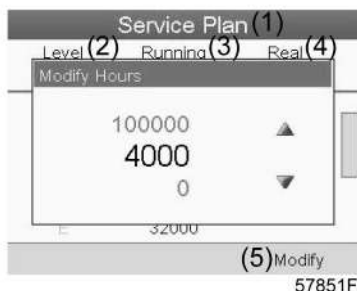 Service Plan (1)
Level (2) Running (3) Real (4)
Modify Hours
100000
4000
0
E 32000
(5) Modify
57851F